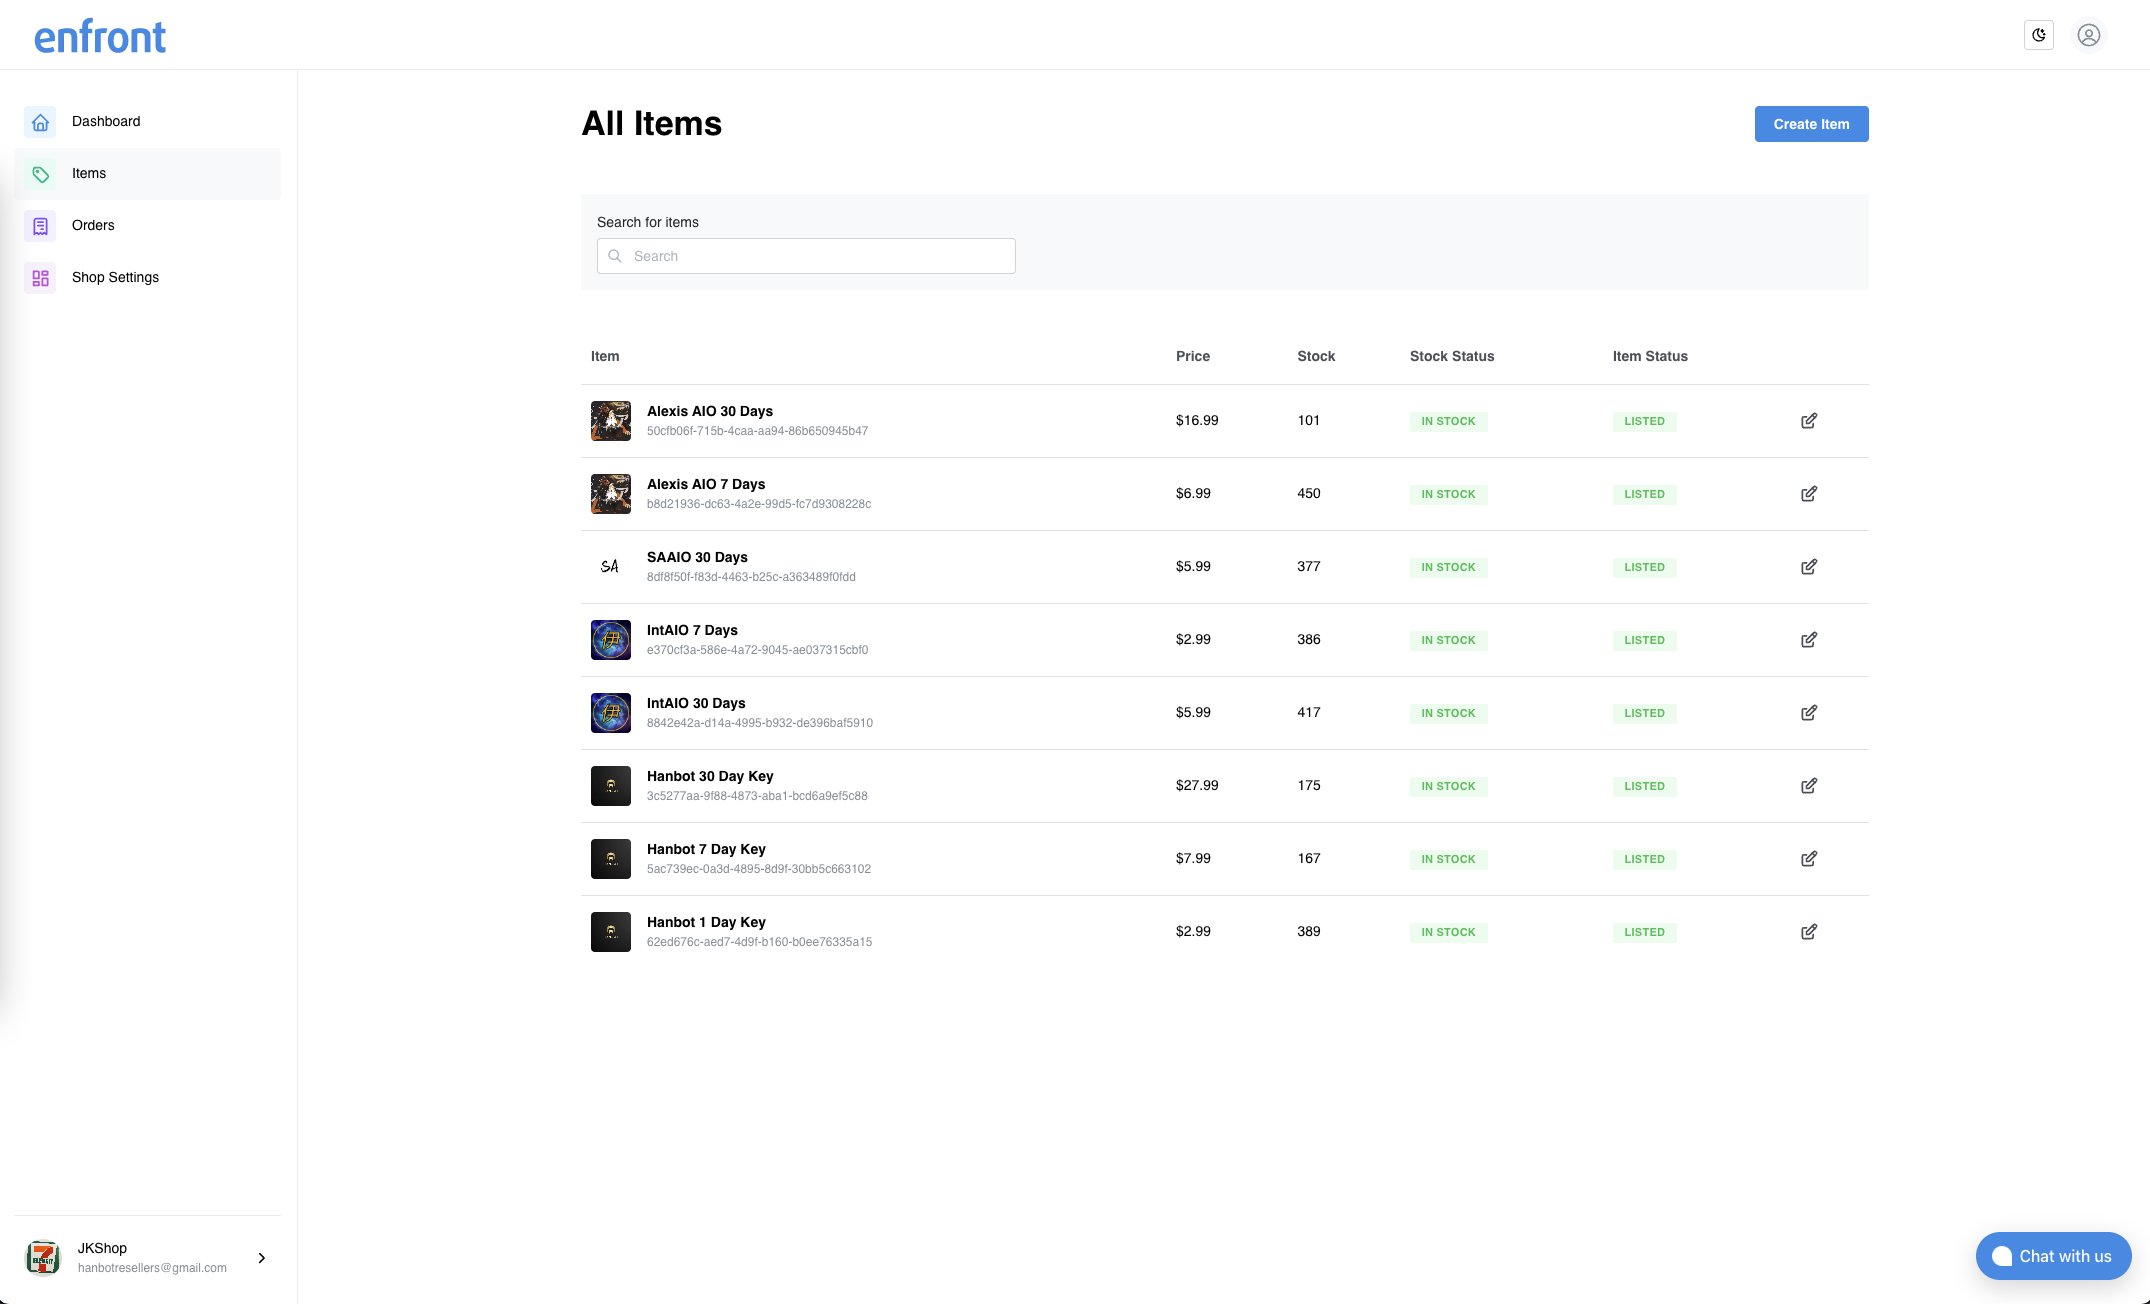 enfront
Dashboard
Items
Orders
Shop Settings
All Items
Create Item
Search for items
Search
Item Price Stock Stock Status Item Status
Alexis AIO 30 Days
50cfb06f-715b-4caa-aa94-86b650945b47
$16.99 101 IN STOCK LISTED
Alexis AIO 7 Days
b8d21936-dc63-4a2e-99d5-fc7d9308228c
$6.99 450 IN STOCK LISTED
SA
SAAIO 30 Days
8df8f50f-f83d-4463-b25c-a363489f0fdd
$5.99 377 IN STOCK LISTED
伊
IntAIO 7 Days
e370cf3a-586e-4a72-9045-ae037315cbf0
$2.99 386 IN STOCK LISTED
伊
IntAIO 30 Days
8842e42a-d14a-4995-b932-de396baf5910
$5.99 417 IN STOCK LISTED
Hanbot 30 Day Key
3c5277aa-9f88-4873-aba1-bcd6a9ef5c88
$27.99 175 IN STOCK LISTED
Hanbot 7 Day Key
5ac739ec-0a3d-4895-8d9f-30bb5c663102
$7.99 167 IN STOCK LISTED
Hanbot 1 Day Key
62ed676c-aed7-4d9f-b160-b0ee76335a15
$2.99 389 IN STOCK LISTED
JKShop
hanbotresellers@gmail.com
Chat with us